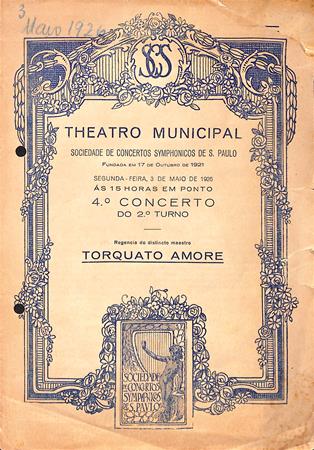 3
Maio 1926
SCS
THEATRO MUNICIPAL
SOCIEDADE DE CONCERTOS SYMPHONICOS DE S. PAULO
FUNDADA EM 17 DE OUTUBRO DE 1921
SEGUNDA - FEIRA, 3 DE MAIO DE 1926
ÁS 15 HORAS EM PONTO
4.º CONCERTO
DO 2.º TURNO
Regencia do distincto maestro
TORQUATO AMORE
SOCIEDADE
DE CONCERTOS
SYMPHONICOS
DE S. PAULO